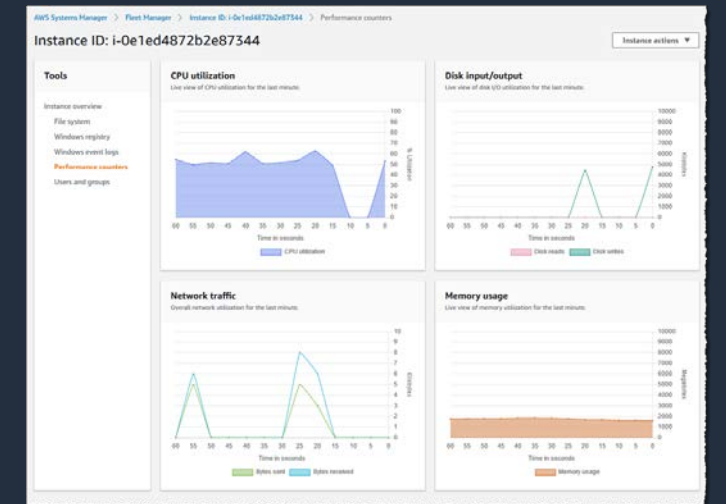 AWS Systems Manager > Fleet Manager > Instance ID: i-0e1ed4872b2e87344 > Performance counters
Instance ID: i-0e1ed4872b2e87344
Instance actions ▼
Tools
Instance overview
File system
Windows registry
Windows event logs
Performance counters
Users and groups
CPU utilization
Live view of CPU utilization for the last minute.
100
90
80
70
60
50
40
30
20
10
0
% Utilization
60 55 50 45 40 35 30 25 20 15 10 5 0
Time in seconds
CPU utilization
Disk input/output
Live view of disk I/O utilization for the last minute.
10000
9000
8000
7000
6000
5000
4000
3000
2000
1000
0
Kilobytes
60 55 50 45 40 35 30 25 20 15 10 5 0
Time in seconds
Disk reads Disk writes
Network traffic
Overall network utilization for the last minute.
10
9
8
7
6
5
4
3
2
1
0
Kilobytes
60 55 50 45 40 35 30 25 20 15 10 5 0
Time in seconds
Bytes sent Bytes received
Memory usage
Live view of memory utilization for the last minute.
10000
9000
8000
7000
6000
5000
4000
3000
2000
1000
0
Megabytes
60 55 50 45 40 35 30 25 20 15 10 5 0
Time in seconds
Memory usage